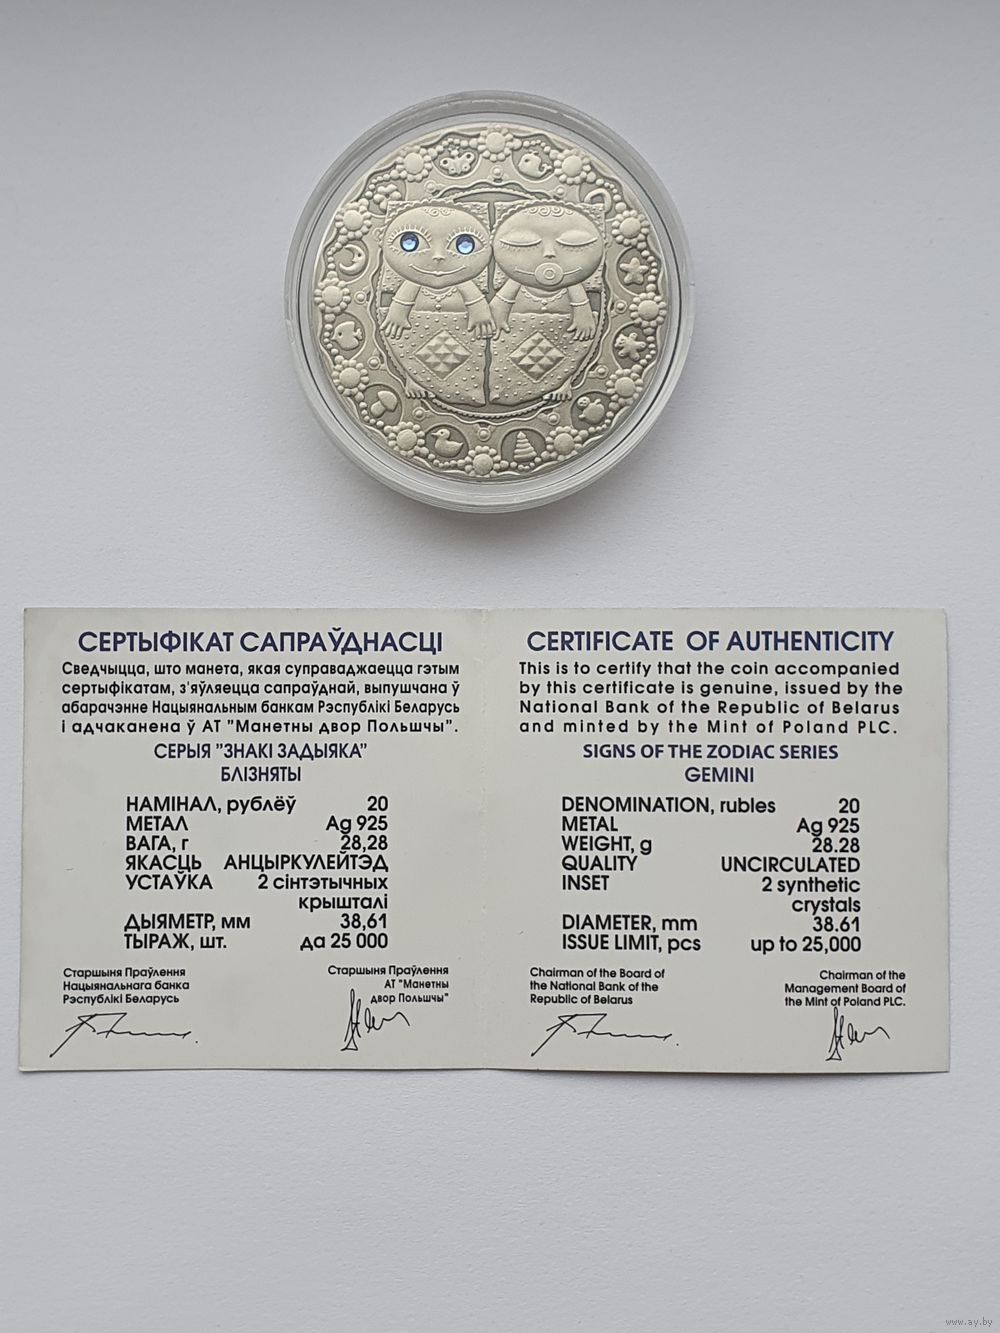 СЕРТЫФІКАТ САПРАЎДНАСЦІ
Сведчыцца, што манета, якая суправаджаецца гэтым
сертыфікатам, з'яўляецца сапраўднай, выпушчана ў
абарачэнне Нацыянальным банкам Рэспублікі Беларусь
і адчаканена ў АТ "Манетны двор Польшчы".
СЕРЫЯ "ЗНАКІ ЗАДЫЯКА"
БЛІЗНЯТЫ
НАМІНАЛ, рублёў 20
МЕТАЛ Ag 925
ВАГА, г 28,28
ЯКАСЦЬ АНЦЫРКУЛЕЙТЭД
УСТАЎКА 2 сінтэтычных
крышталі
ДЫЯМЕТР, мм 38,61
ТЫРАЖ, шт. да 25 000
Старшыня Праўлення
Нацыянальнага банка
Рэспублікі Беларусь
Старшыня Праўлення
АТ "Манетны
двор Польшчы"
CERTIFICATE OF AUTHENTICITY
This is to certify that the coin accompanied
by this certificate is genuine, issued by the
National Bank of the Republic of Belarus
and minted by the Mint of Poland PLC.
SIGNS OF THE ZODIAC SERIES
GEMINI
DENOMINATION, rubles 20
METAL Ag 925
WEIGHT, g 28.28
QUALITY UNCIRCULATED
INSET 2 synthetic
crystals
DIAMETER, mm 38.61
ISSUE LIMIT, pcs up to 25,000
Chairman of the Board of
the National Bank of the
Republic of Belarus
Chairman of the
Management Board of
the Mint of Poland PLC.
www.ay.by